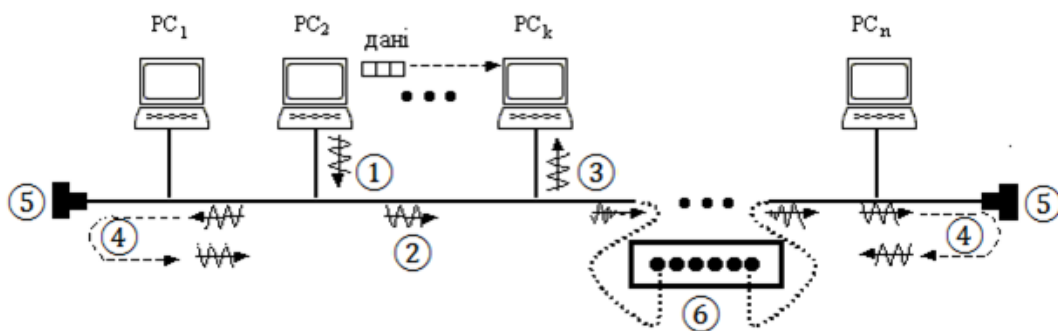 PC1 PC2 PCk PCn
дані
① ③
⑤ ⑤
④ ② ④
⑥